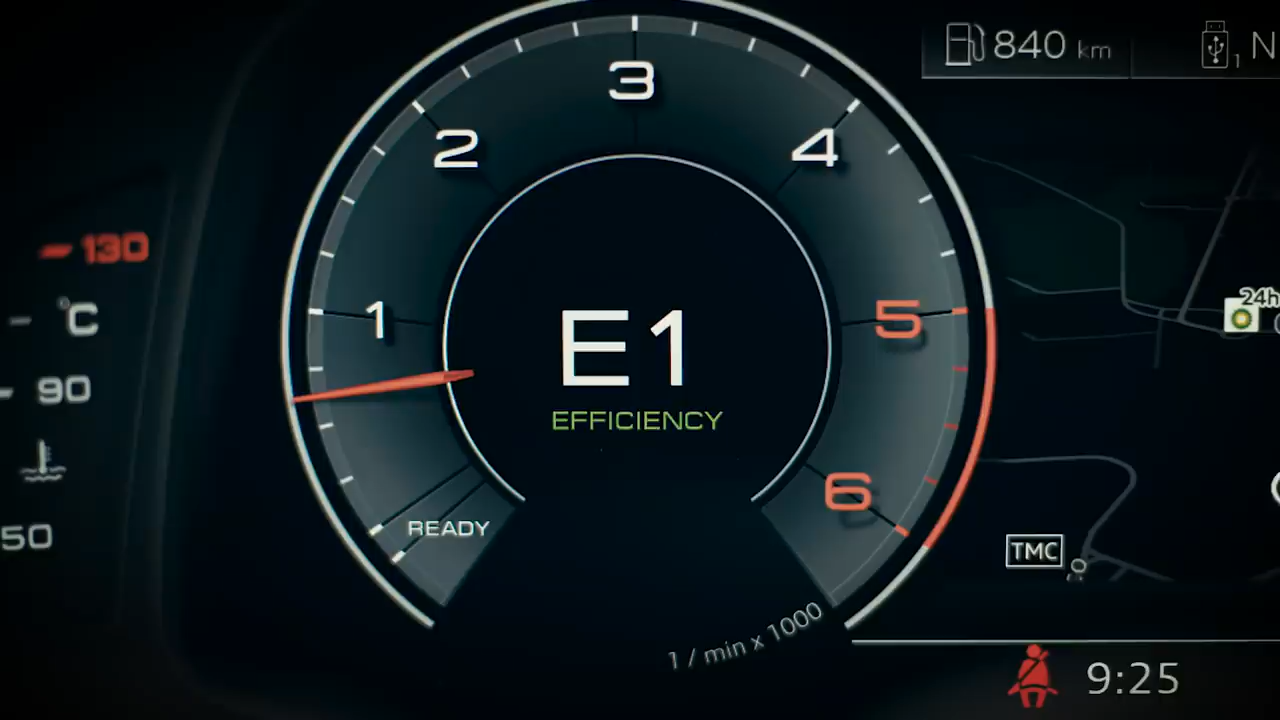 840 km
1 N
3
2
4
130
°C
24h
1
5
E1
90
EFFICIENCY
6
READY
50
TMC
1 / min x 1000
9:25